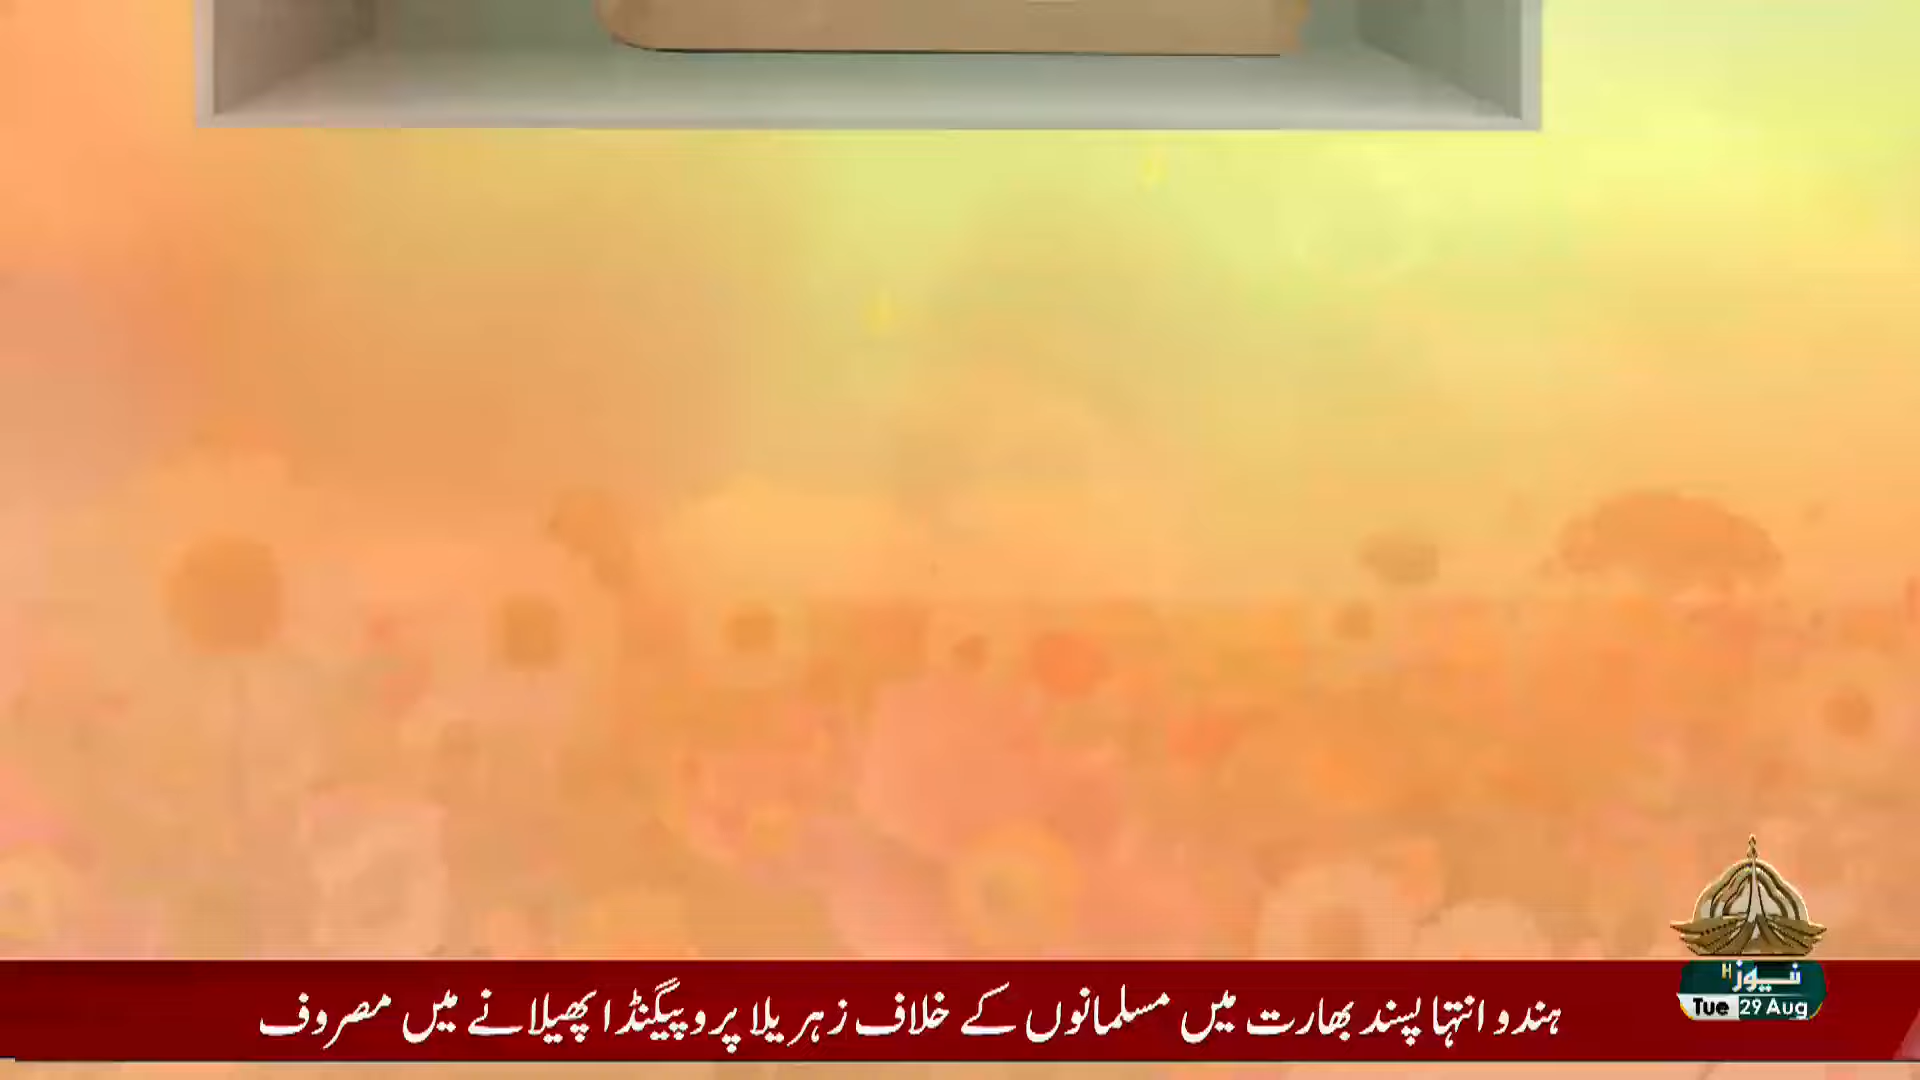 نیوز H
Tue 29 Aug
ہندو انتہا پسند بھارت میں مسلمانوں کے خلاف زہریلا پروپیگنڈا پھیلانے میں مصروف